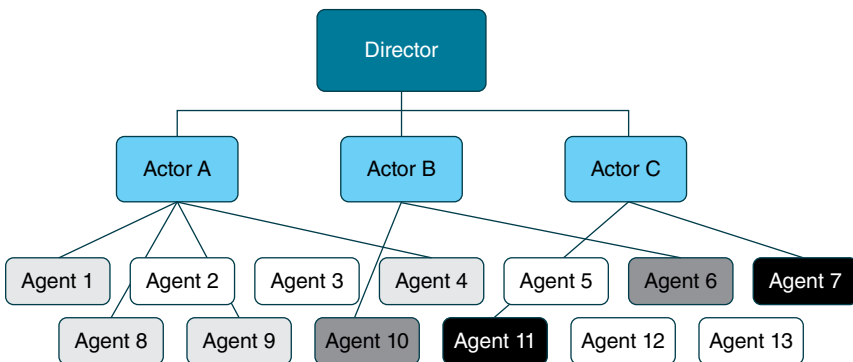 Director
Actor A
Actor B
Actor C
Agent 1
Agent 2
Agent 3
Agent 4
Agent 5
Agent 6
Agent 7
Agent 8
Agent 9
Agent 10
Agent 11
Agent 12
Agent 13